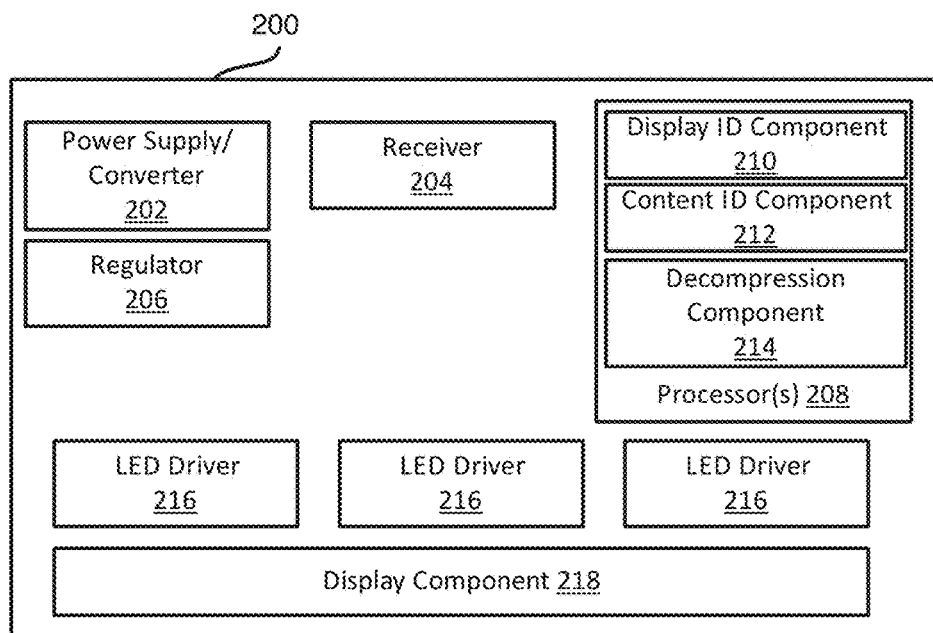 200
Power Supply/
Converter
202
Receiver
204
Display ID Component
210
Content ID Component
212
Regulator
206
Decompression
Component
214
Processor(s) 208
LED Driver
216
LED Driver
216
LED Driver
216
Display Component 218